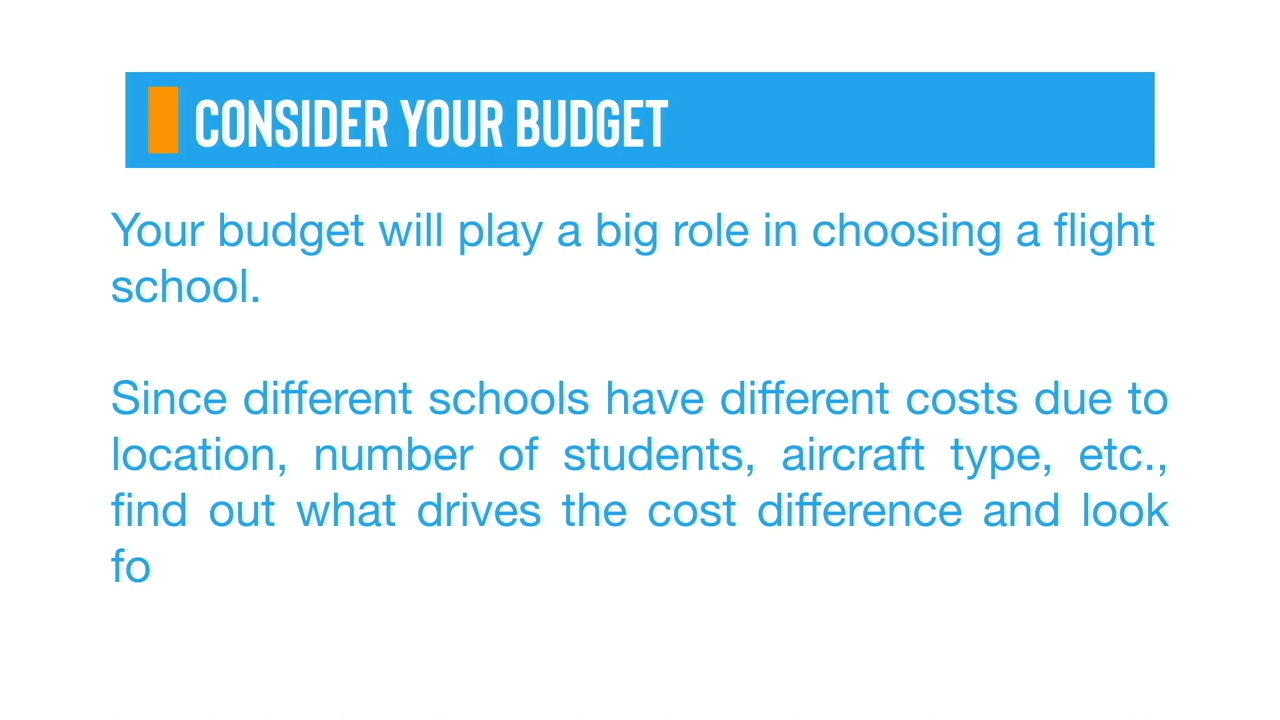 CONSIDER YOUR BUDGET
Your budget will play a big role in choosing a flight
school.
Since different schools have different costs due to
location, number of students, aircraft type, etc.,
find out what drives the cost difference and look
fo